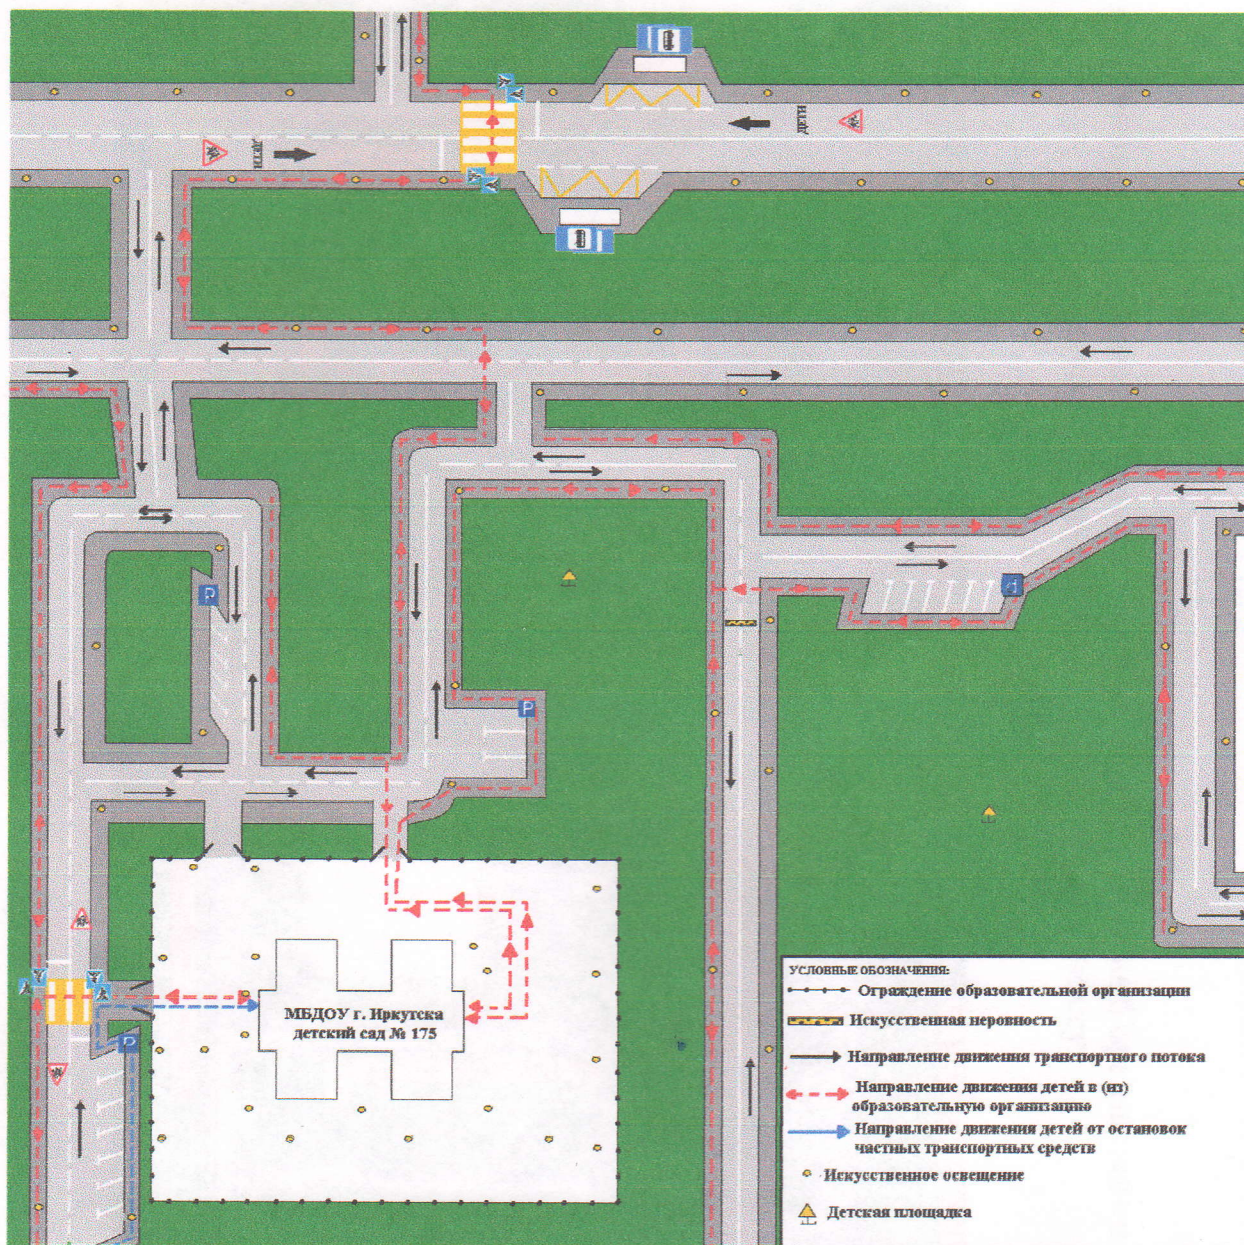 ДЕТИ
ДЕТИ
P
P
P
МБДОУ г. Иркутска
детский сад № 175
P
УСЛОВНЫЕ ОБОЗНАЧЕНИЯ:
Ограждение образовательной организации
Искусственная неровность
Направление движения транспортного потока
Направление движения детей в (из)
образовательную организацию
Направление движения детей от остановок
частных транспортных средств
Искусственное освещение
Детская площадка